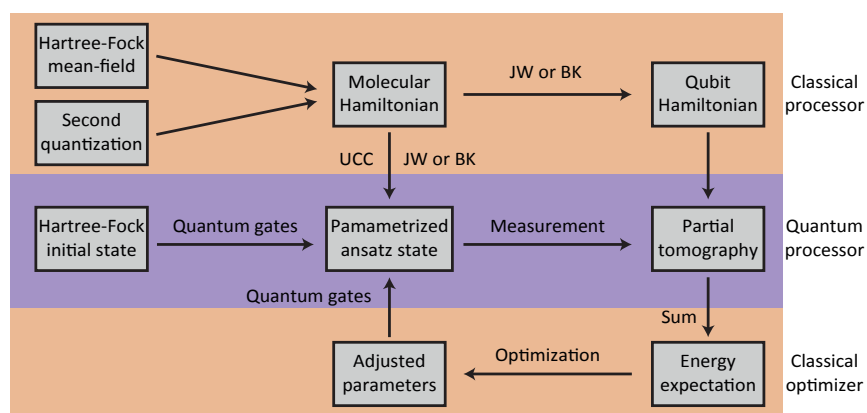 Hartree-Fock
mean-field
Second
quantization
Molecular
Hamiltonian
JW or BK
Qubit
Hamiltonian
Classical
processor
UCC
JW or BK
Hartree-Fock
initial state
Quantum gates
Pamametrized
ansatz state
Measurement
Partial
tomography
Quantum
processor
Quantum gates
Sum
Adjusted
parameters
Optimization
Energy
expectation
Classical
optimizer